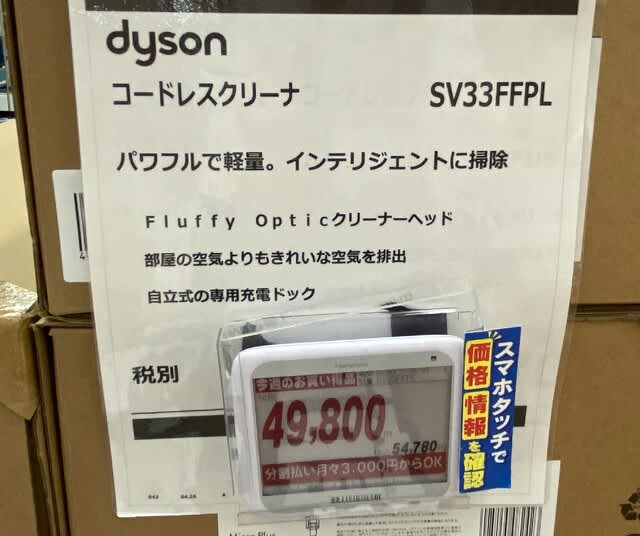 dyson
コードレスクリーナ SV33FFPL
パワフルで軽量。インテリジェントに掃除
Fluffy Opticクリーナーヘッド
部屋の空気よりもきれいな空気を排出
自立式の専用充電ドック
税別
今週のお買い得品
49,800
54,780
分割払い月々3,000円からOK
スマホタッチで
価格情報を確認